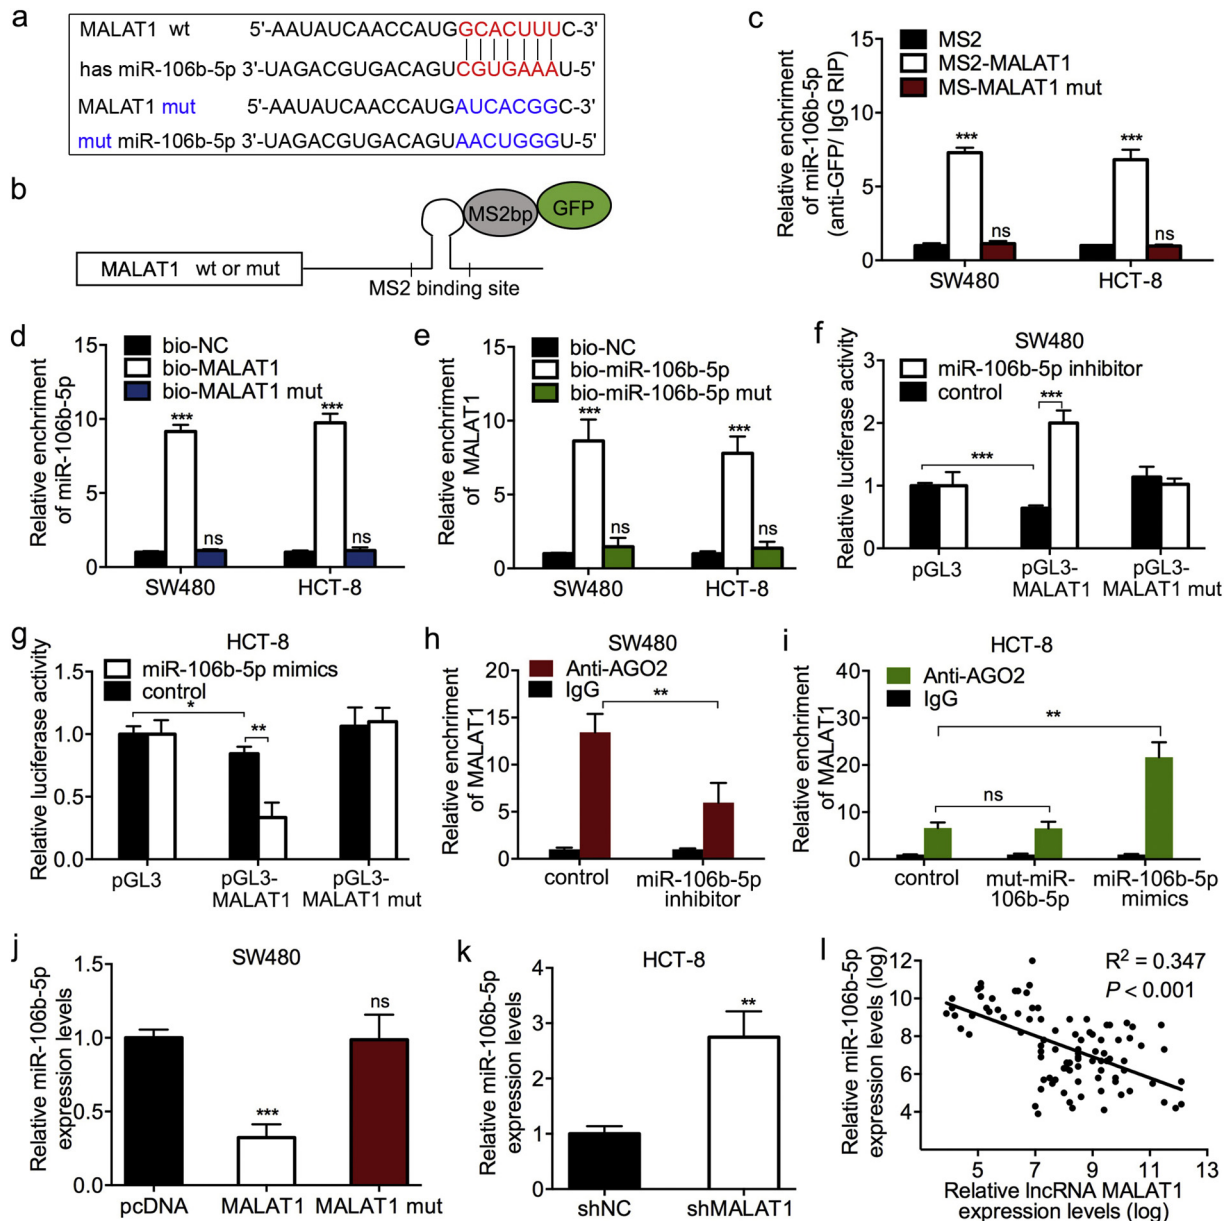 a
MALAT1 wt 5'-AAUAUCAACCAUGGCACUUUC-3'
has miR-106b-5p 3'-UAGACGUGACAGUCGUGAAAU-5'
MALAT1 mut 5'-AAUAUCAACCAUGAUCACGGC-3'
mut miR-106b-5p 3'-UAGACGUGACAGUAACUGGGU-5'
b
MS2bp
GFP
MALAT1 wt or mut
MS2 binding site
c
MS2
MS2-MALAT1
MS-MALAT1 mut
Relative enrichment
of miR-106b-5p
(anti-GFP/ IgG RIP)
15
10
5
0
***
ns
***
ns
SW480
HCT-8
d
bio-NC
bio-MALAT1
bio-MALAT1 mut
Relative enrichment
of miR-106b-5p
15
10
5
0
***
ns
***
ns
SW480
HCT-8
e
bio-NC
bio-miR-106b-5p
bio-miR-106b-5p mut
Relative enrichment
of MALAT1
15
10
5
0
***
ns
***
ns
SW480
HCT-8
f
SW480
miR-106b-5p inhibitor
control
Relative luciferase activity
3
2
1
0
***
***
pGL3
pGL3-
MALAT1
pGL3-
MALAT1 mut
g
HCT-8
miR-106b-5p mimics
control
Relative luciferase activity
1.5
1.0
0.5
0.0
*
**
pGL3
pGL3-
MALAT1
pGL3-
MALAT1 mut
h
SW480
Anti-AGO2
IgG
Relative enrichment
of MALAT1
20
15
10
5
0
**
control
miR-106b-5p
inhibitor
i
HCT-8
Anti-AGO2
IgG
Relative enrichment
of MALAT1
40
30
20
10
0
ns
**
control
mut-miR-
106b-5p
miR-106b-5p
mimics
j
SW480
Relative miR-106b-5p
expression levels
1.5
1.0
0.5
0.0
***
ns
pcDNA
MALAT1
MALAT1 mut
k
HCT-8
Relative miR-106b-5p
expression levels
4
3
2
1
0
**
shNC
shMALAT1
l
R² = 0.347
P < 0.001
Relative miR-106b-5p
expression levels (log)
12
10
8
6
4
5
7
9
11
13
Relative lncRNA MALAT1
expression levels (log)